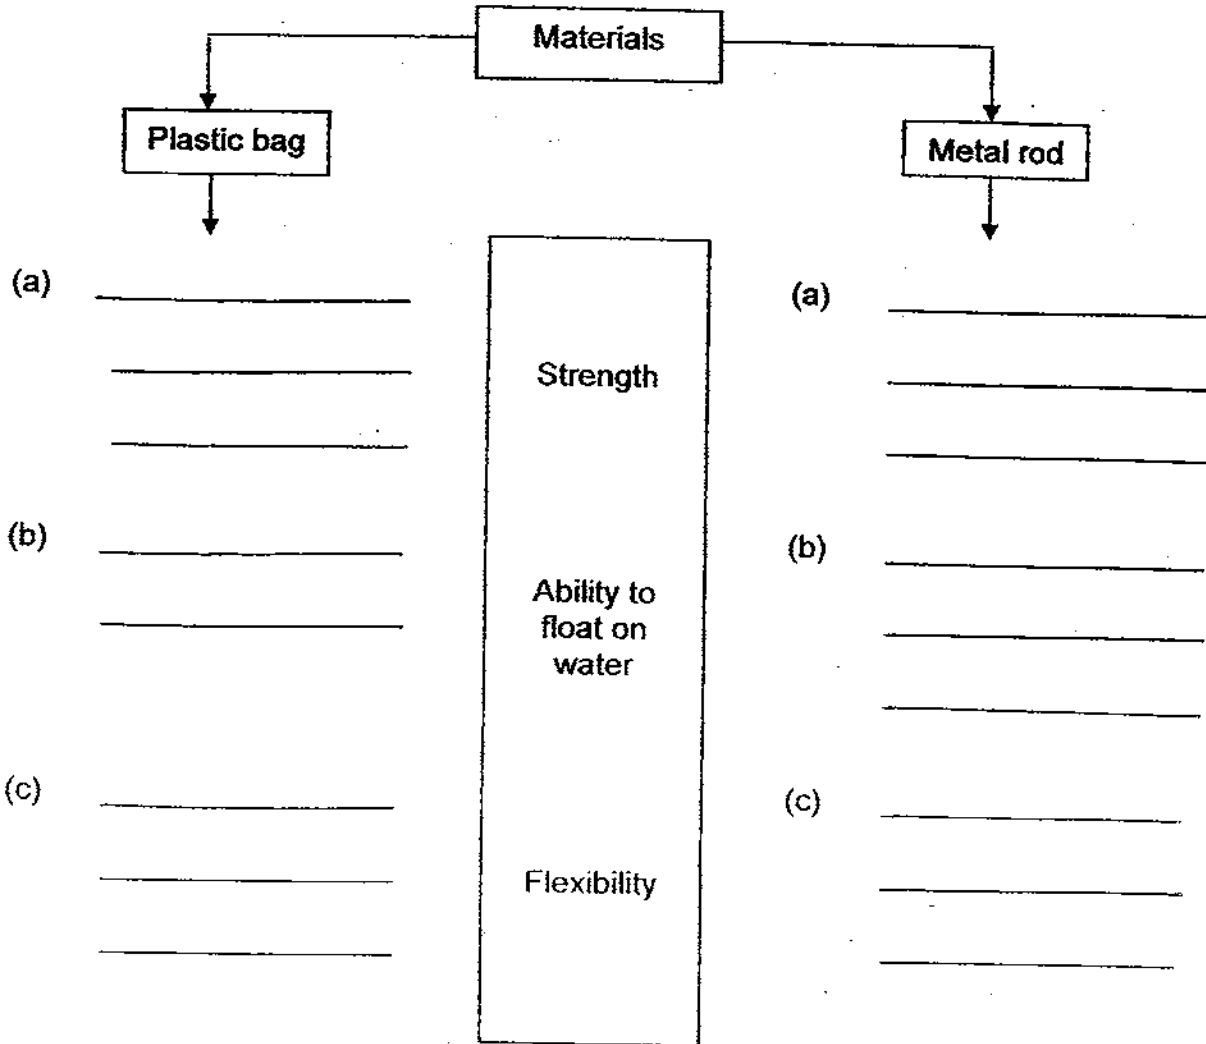 Materials
Plastic bag
Metal rod
(a)
(a)
Strength
(b)
(b)
Ability to
float on
water
(c)
(c)
Flexibility